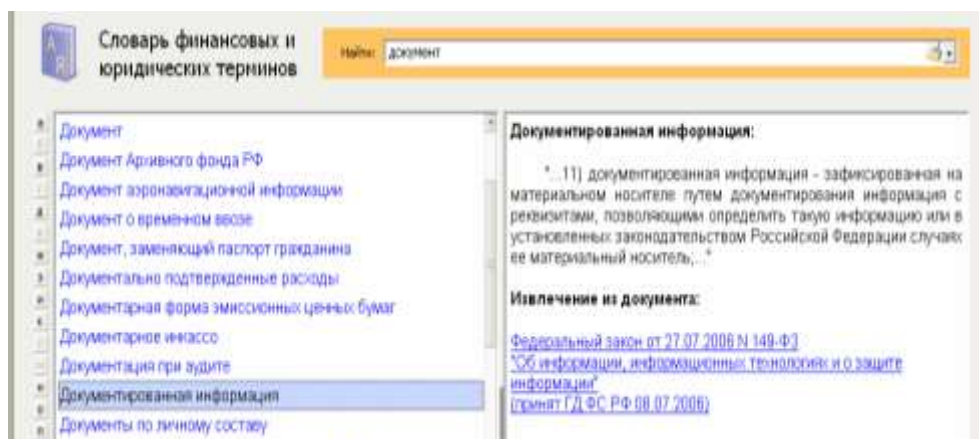 Словарь финансовых и
юридических терминов
Найти:
документ
Документ
Документ Архивного фонда РФ
Документ аэронавигационной информации
Документ о временном ввозе
Документ, заменяющий паспорт гражданина
Документально подтвержденные расходы
Документарная форма эмиссионных ценных бумаг
Документарное инкассо
Документация при аудите
Документированная информация
Документы по личному составу
Документированная информация:
"...11) документированная информация - зафиксированная на
материальном носителе путем документирования информация с
реквизитами, позволяющими определить такую информацию или в
установленных законодательством Российской Федерации случаях
ее материальный носитель;..."
Извлечение из документа:
Федеральный закон от 27.07.2006 N 149-ФЗ
"Об информации, информационных технологиях и о защите
информации"
(принят ГД ФС РФ 08.07.2006)